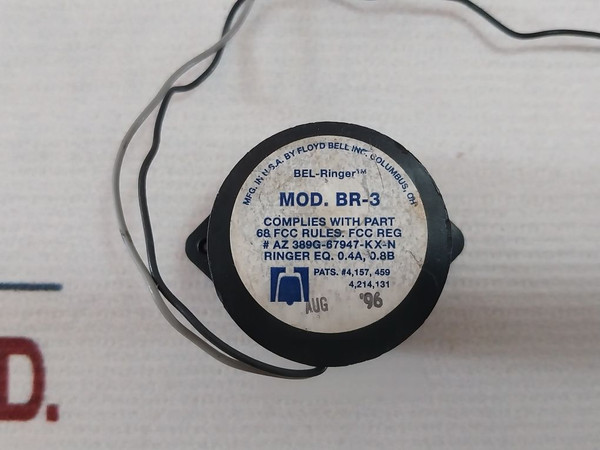 MFG. IN U.S.A. BY FLOYD BELL INC. COLUMBUS, OH
BEL-Ringer™
MOD. BR-3
COMPLIES WITH PART
68 FCC RULES. FCC REG
# AZ 389G-67947-KX-N
RINGER EQ. 0.4A, 0.8B
PATS. #4,157, 459
4,214,131
AUG '96
D.